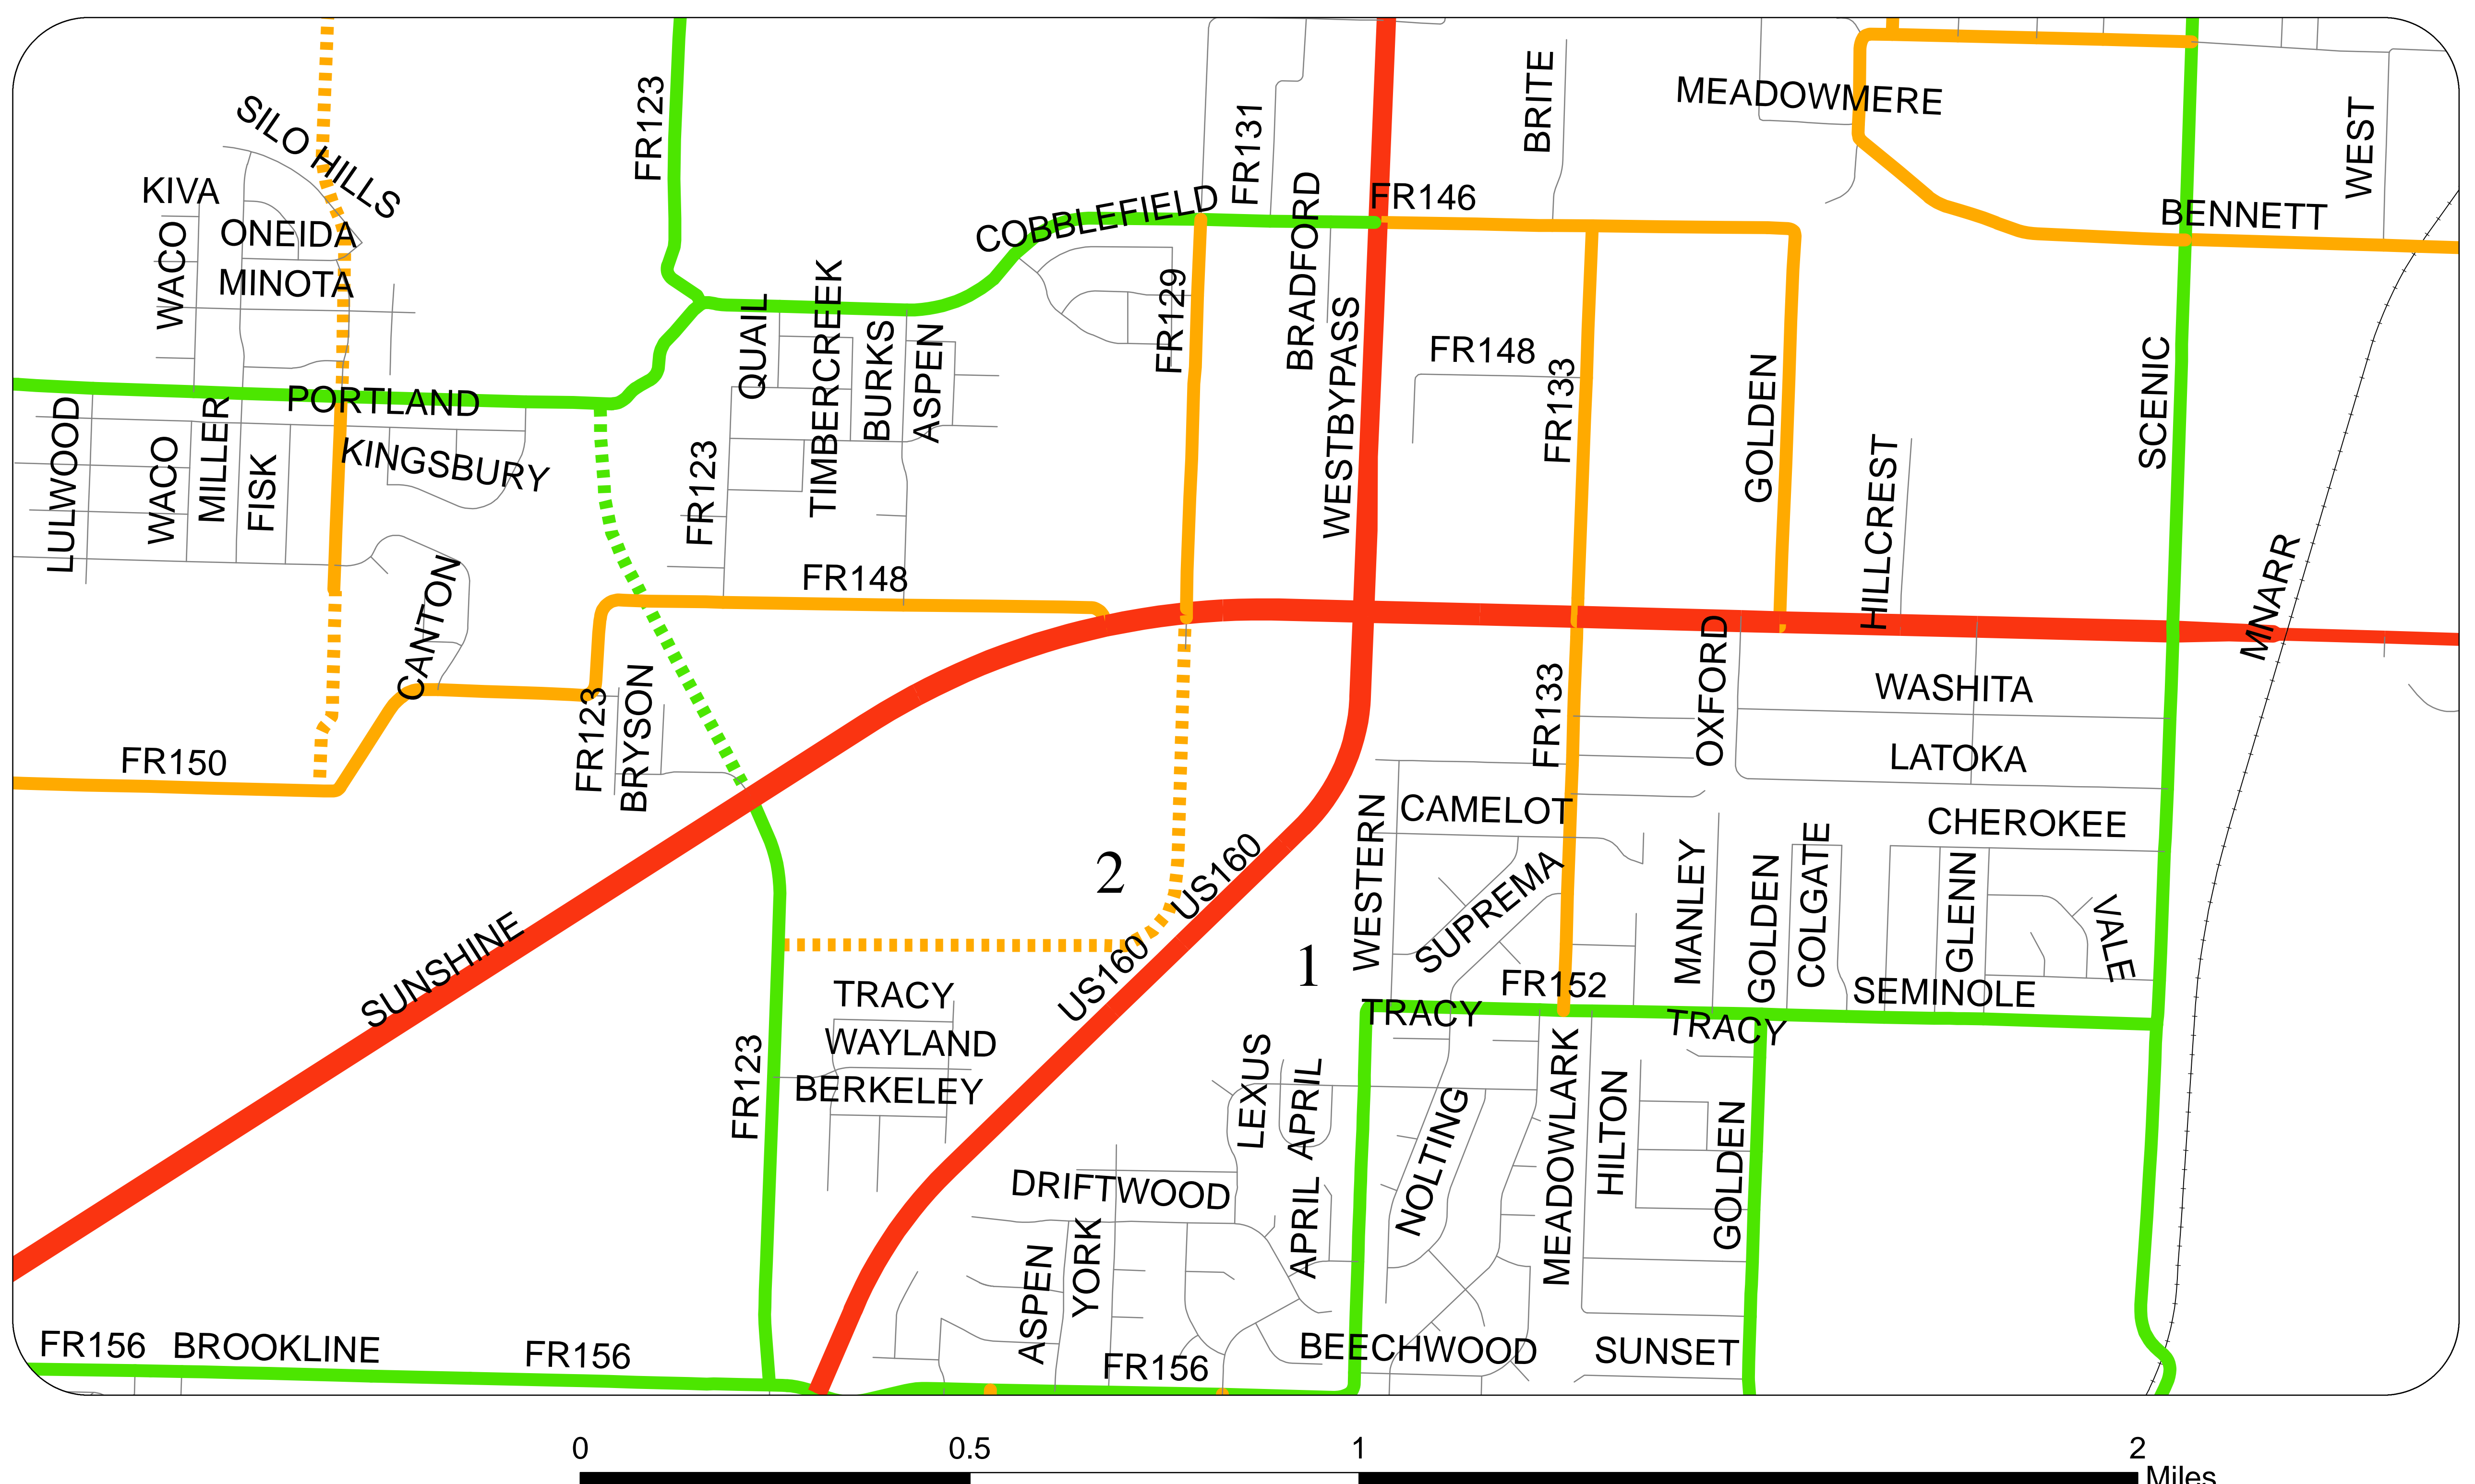 SILO HILLS
FR123
FR131
BRITE
MEADOWMERE
WEST
KIVA
COBBLEFIELD
BRADFORD
FR146
BENNETT
WACO
ONEIDA
MINOTA
QUAIL
TIMBERCREEK
BURKS
ASPEN
FR129
WESTBYPASS
FR148
FR133
GOLDEN
SCENIC
PORTLAND
LULWOOD
WACO
MILLER
FISK
KINGSBURY
FR123
HILLCREST
MNARR
CANTON
FR148
OXFORD
WASHITA
FR150
FR123
BRYSON
FR133
LATOKA
WESTERN
CAMELOT
CHEROKEE
2
US160
SUPREMA
MANLEY
GOLDEN
COLGATE
GLENN
VALE
SUNSHINE
US160
1
FR152
SEMINOLE
TRACY
TRACY
TRACY
WAYLAND
BERKELEY
FR123
LEXUS
APRIL
APRIL
NOLTING
MEADOWLARK
HILTON
GOLDEN
DRIFTWOOD
ASPEN
YORK
FR156
BROOKLINE
FR156
FR156
BEECHWOOD
SUNSET
0
0.5
1
2
Miles